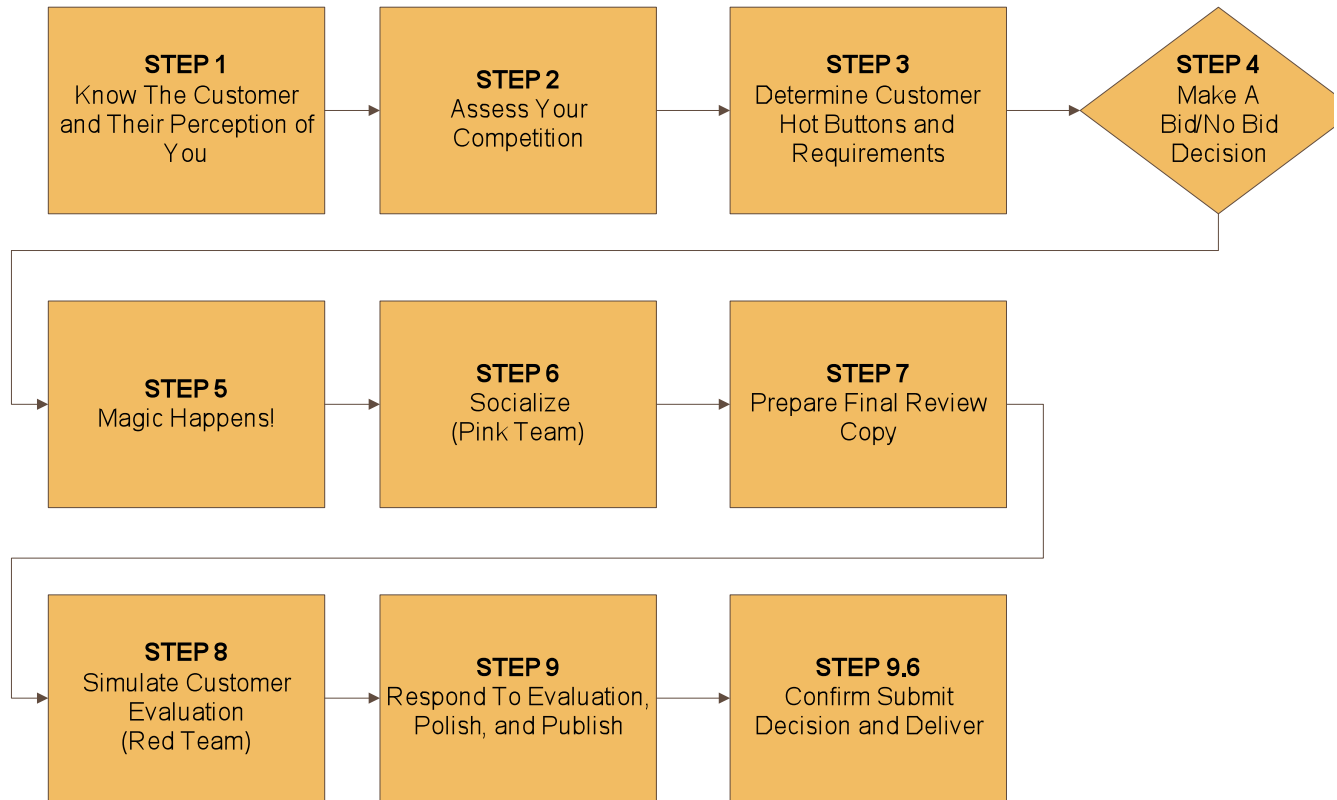 STEP 1
Know The Customer
and Their Perception of
You
STEP 2
Assess Your
Competition
STEP 3
Determine Customer
Hot Buttons and
Requirements
STEP 4
Make A
Bid/No Bid
Decision
STEP 5
Magic Happens!
STEP 6
Socialize
(Pink Team)
STEP 7
Prepare Final Review
Copy
STEP 8
Simulate Customer
Evaluation
(Red Team)
STEP 9
Respond To Evaluation,
Polish, and Publish
STEP 9.6
Confirm Submit
Decision and Deliver